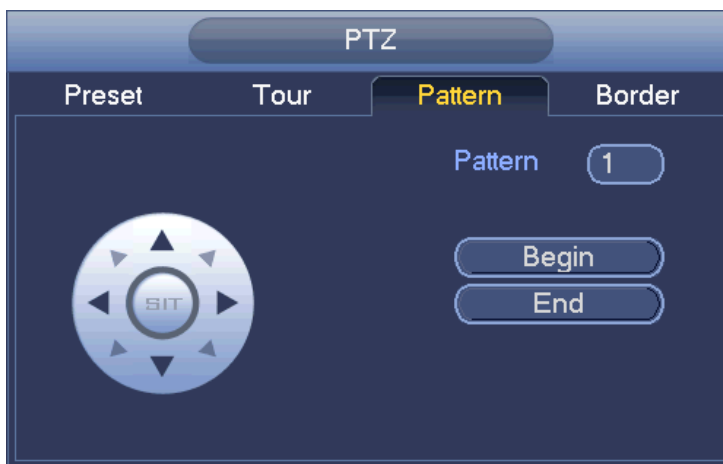 PTZ
Preset Tour Pattern Border
Pattern 1
SIT
Begin
End